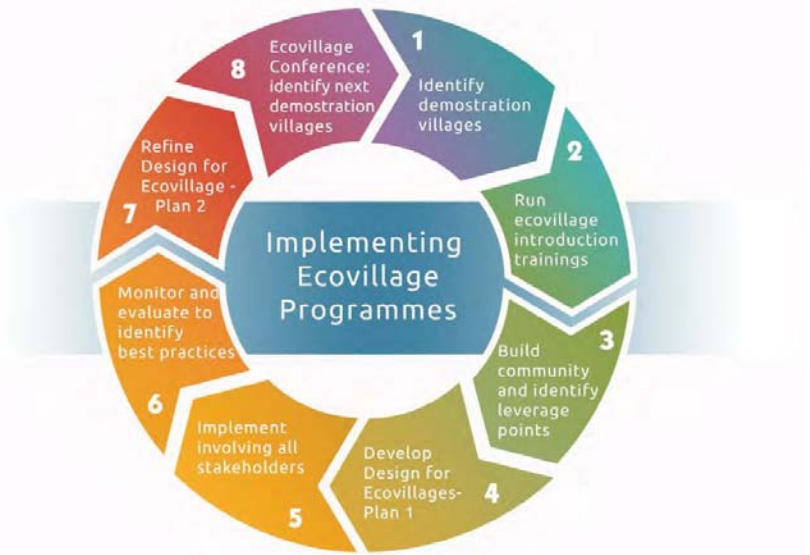 Implementing
Ecovillage
Programmes
1
Identify
demostration
villages
2
Run
ecovillage
introduction
trainings
3
Build
community
and identify
leverage
points
4
Develop
Design for
Ecovillages-
Plan 1
5
Implement
involving all
stakeholders
6
Monitor and
evaluate to
identify
best practices
7
Refine
Design for
Ecovillage -
Plan 2
8
Ecovillage
Conference:
identify next
demostration
villages